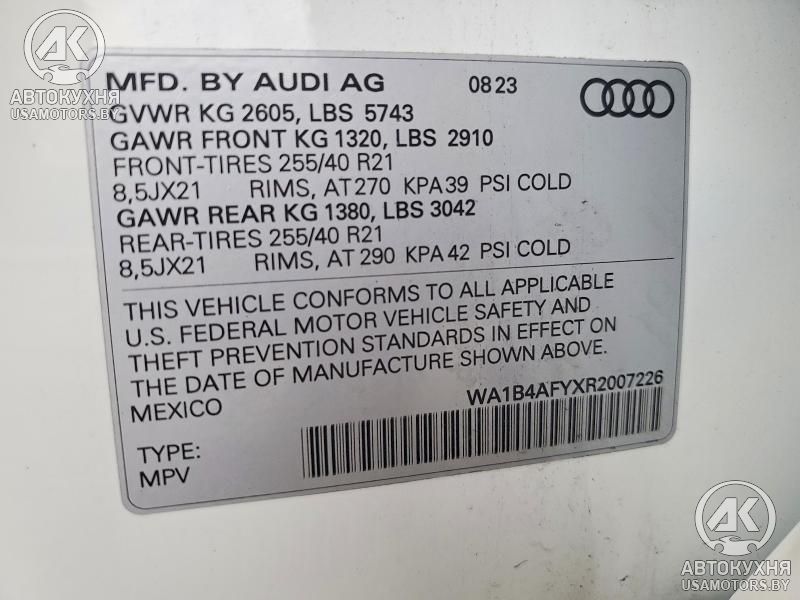 АК
АВТОКУХНЯ
USAMOTORS.BY
MFD. BY AUDI AG 08 23
GVWR KG 2605, LBS 5743
GAWR FRONT KG 1320, LBS 2910
FRONT-TIRES 255/40 R21
8,5JX21 RIMS, AT 270 KPA 39 PSI COLD
GAWR REAR KG 1380, LBS 3042
REAR-TIRES 255/40 R21
8,5JX21 RIMS, AT 290 KPA 42 PSI COLD
THIS VEHICLE CONFORMS TO ALL APPLICABLE
U.S. FEDERAL MOTOR VEHICLE SAFETY AND
THEFT PREVENTION STANDARDS IN EFFECT ON
THE DATE OF MANUFACTURE SHOWN ABOVE.
MEXICO WA1B4AFYXR2007226
TYPE:
MPV
АК
АВТОКУХНЯ
USAMOTORS.BY